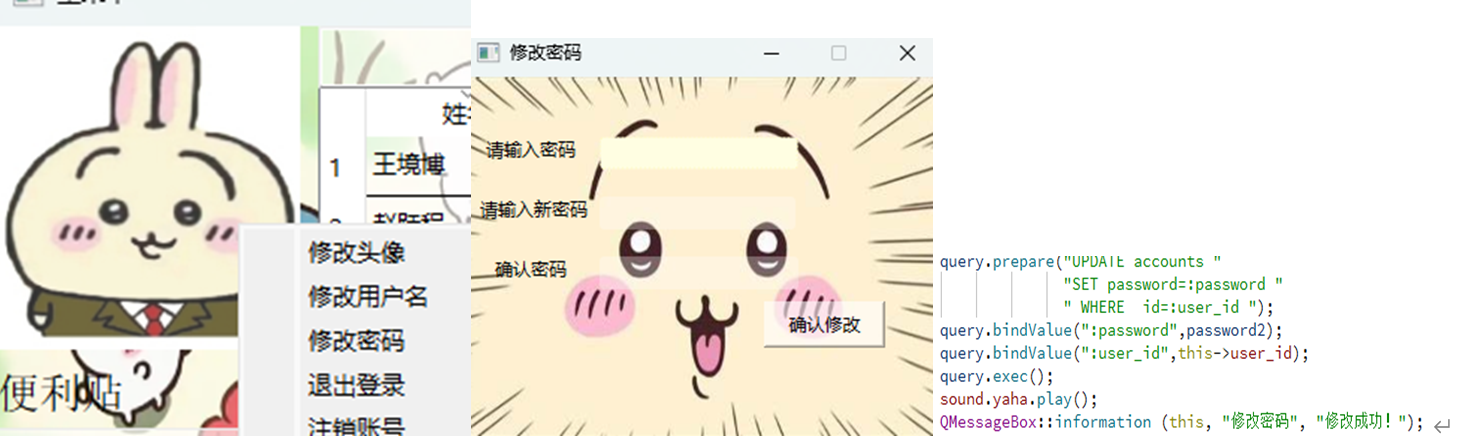 姓
1
王境博
修改头像
修改用户名
修改密码
退出登录
注销账号
便利贴
修改密码
请输入密码
请输入新密码
确认密码
确认修改
query.prepare("UPDATE accounts "
"SET password=:password "
" WHERE  id=:user_id ");
query.bindValue(":password",password2);
query.bindValue(":user_id",this->user_id);
query.exec();
sound.yaha.play();
QMessageBox::information (this, "修改密码", "修改成功！");